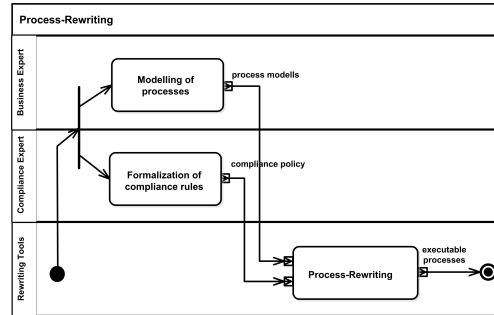 Process-Rewriting
Business Expert
Modelling of
processes
process modells
Compliance Expert
Formalization of
compliance rules
compliance policy
Rewriting Tools
Process-Rewriting
executable
processes